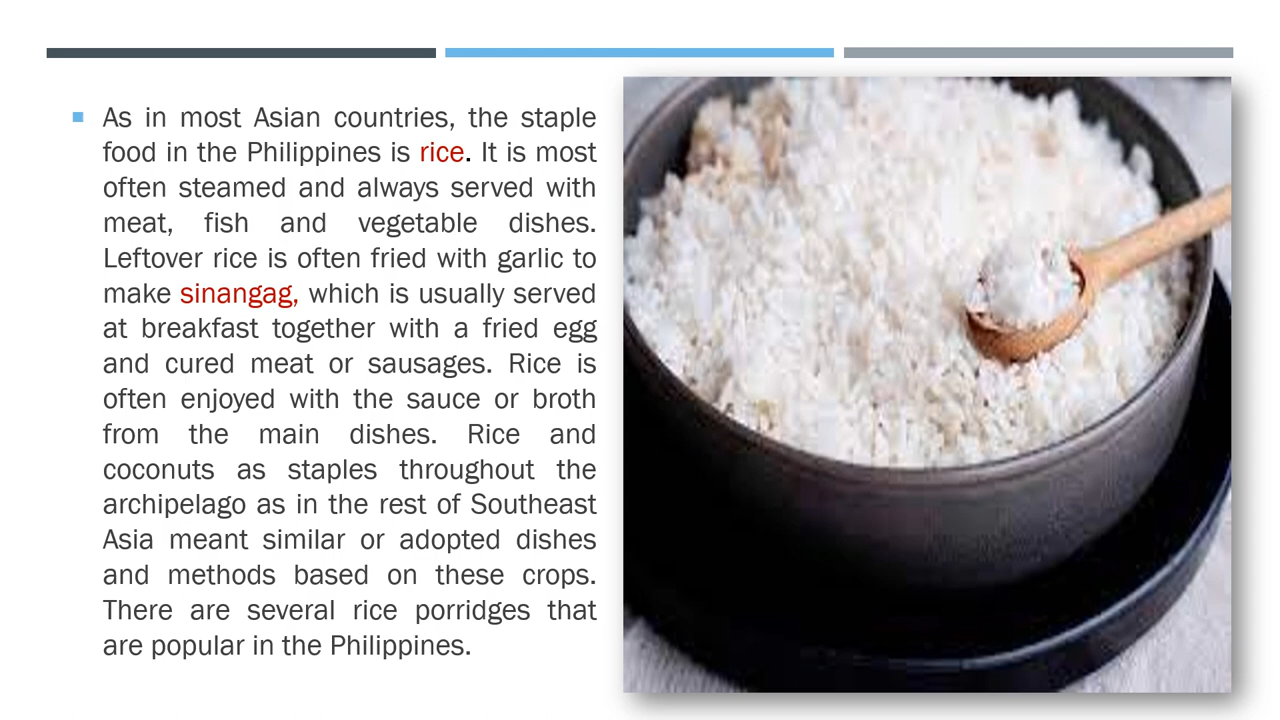 As in most Asian countries, the staple
food in the Philippines is rice. It is most
often steamed and always served with
meat, fish and vegetable dishes.
Leftover rice is often fried with garlic to
make sinangag, which is usually served
at breakfast together with a fried egg
and cured meat or sausages. Rice is
often enjoyed with the sauce or broth
from the main dishes. Rice and
coconuts as staples throughout the
archipelago as in the rest of Southeast
Asia meant similar or adopted dishes
and methods based on these crops.
There are several rice porridges that
are popular in the Philippines.